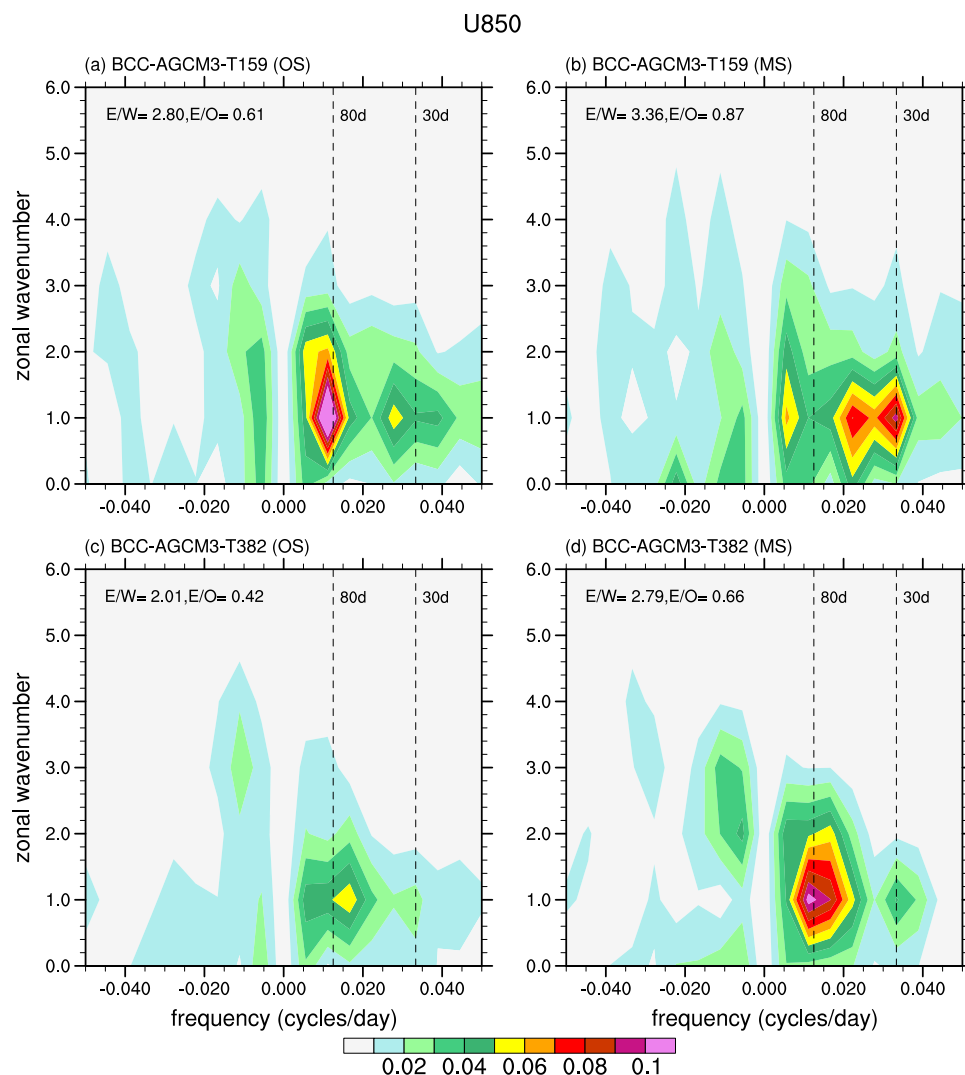 U850
(a) BCC-AGCM3-T159 (OS)
(b) BCC-AGCM3-T159 (MS)
6.0
5.0
4.0
3.0
2.0
1.0
0.0
zonal wavenumber
E/W= 2.80,E/O= 0.61
80d
30d
-0.040
-0.020
0.000
0.020
0.040
6.0
5.0
4.0
3.0
2.0
1.0
0.0
E/W= 3.36,E/O= 0.87
80d
30d
-0.040
-0.020
0.000
0.020
0.040
(c) BCC-AGCM3-T382 (OS)
(d) BCC-AGCM3-T382 (MS)
6.0
5.0
4.0
3.0
2.0
1.0
0.0
zonal wavenumber
E/W= 2.01,E/O= 0.42
80d
30d
-0.040
-0.020
0.000
0.020
0.040
frequency (cycles/day)
6.0
5.0
4.0
3.0
2.0
1.0
0.0
E/W= 2.79,E/O= 0.66
80d
30d
-0.040
-0.020
0.000
0.020
0.040
frequency (cycles/day)
0.02
0.04
0.06
0.08
0.1